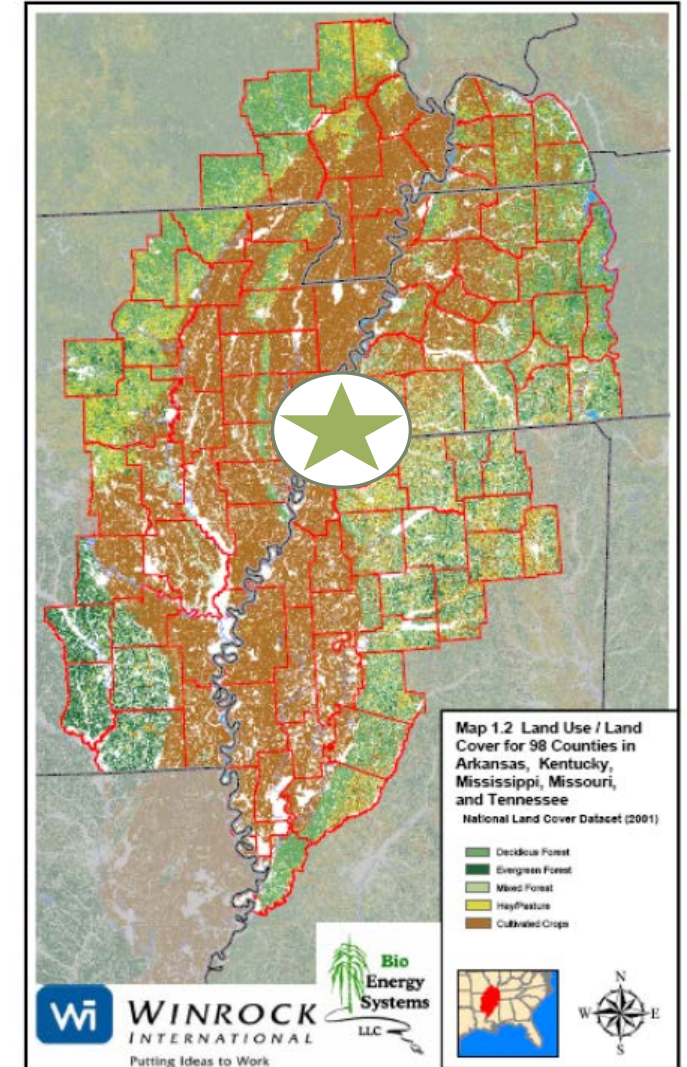 Map 1.2 Land Use / Land
Cover for 98 Counties in
Arkansas, Kentucky,
Mississippi, Missouri,
and Tennessee
National Land Cover Dataset (2001)
Decidious Forest
Evergreen Forest
Mixed Forest
Hay/Pasture
Cultivated Crops
N
W E
S
Bio
Energy
Systems
LLC
Wi
WINROCK
INTERNATIONAL
Putting Ideas to Work